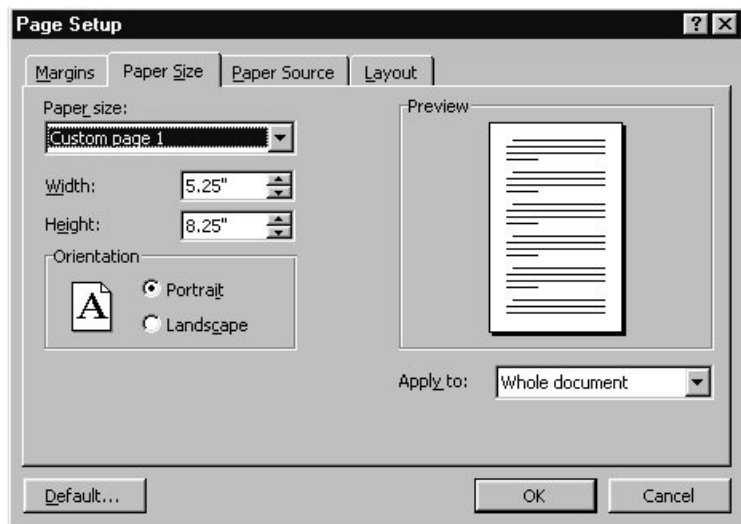 Page Setup
Margins Paper Size Paper Source Layout
Paper size:
Custom page 1
Width: 5.25"
Height: 8.25"
Orientation
A
Portrait
Landscape
Preview
Apply to: Whole document
Default... OK Cancel